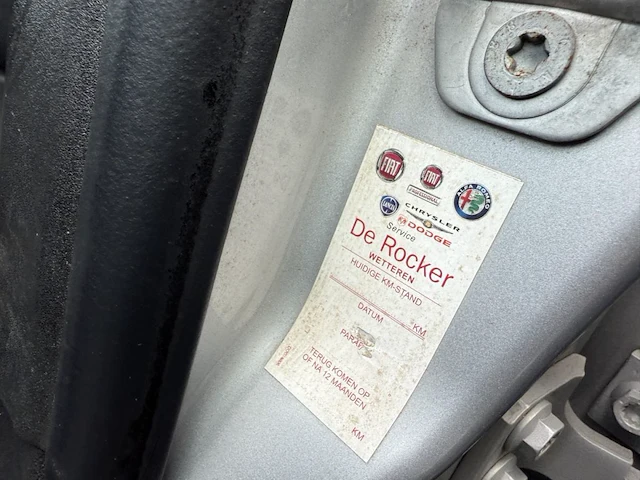 FIAT FIAT ALFA ROMEO
PROFESSIONAL
LANCIA CHRYSLER
DODGE
Service
De Rocker
WETTEREN
HUIDIGE KM-STAND
KM
DATUM
PARAAF
TERUG KOMEN OP
OF NA 12 MAANDEN
KM